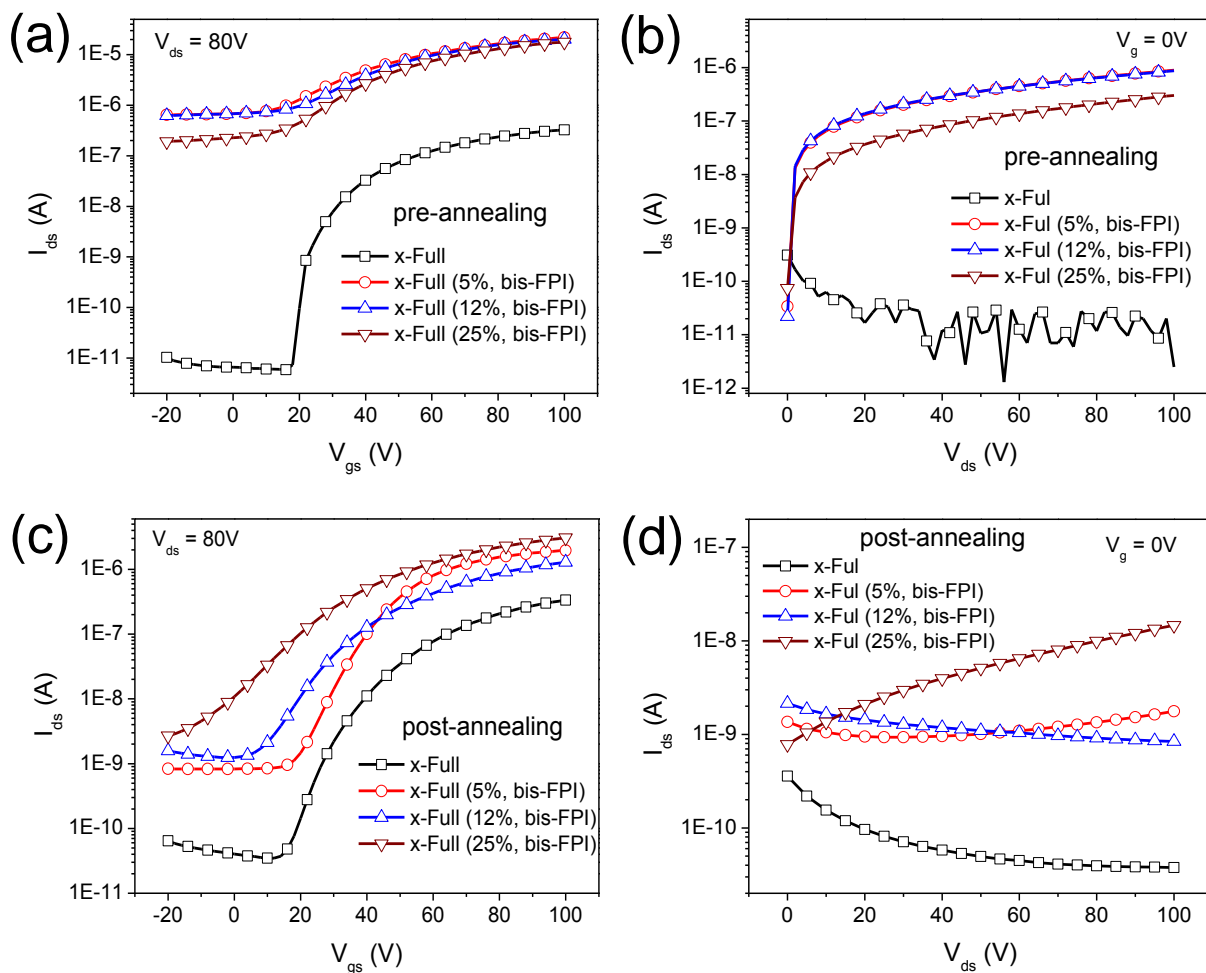 (a)
V_ds = 80V
1E-5
1E-6
1E-7
1E-8
1E-9
1E-10
1E-11
I_ds (A)
pre-annealing
x-Full
x-Full (5%, bis-FPI)
x-Full (12%, bis-FPI)
x-Full (25%, bis-FPI)
-20 0 20 40 60 80 100
V_gs (V)
(b)
V_g = 0V
1E-6
1E-7
1E-8
1E-9
1E-10
1E-11
1E-12
I_ds (A)
pre-annealing
x-Ful
x-Ful (5%, bis-FPI)
x-Ful (12%, bis-FPI)
x-Ful (25%, bis-FPI)
0 20 40 60 80 100
V_ds (V)
(c)
V_ds = 80V
1E-6
1E-7
1E-8
1E-9
1E-10
1E-11
I_ds (A)
post-annealing
x-Full
x-Full (5%, bis-FPI)
x-Full (12%, bis-FPI)
x-Full (25%, bis-FPI)
-20 0 20 40 60 80 100
V_gs (V)
(d)
post-annealing
V_g = 0V
x-Ful
x-Ful (5%, bis-FPI)
x-Ful (12%, bis-FPI)
x-Ful (25%, bis-FPI)
1E-7
1E-8
1E-9
1E-10
I_ds (A)
0 20 40 60 80 100
V_ds (V)